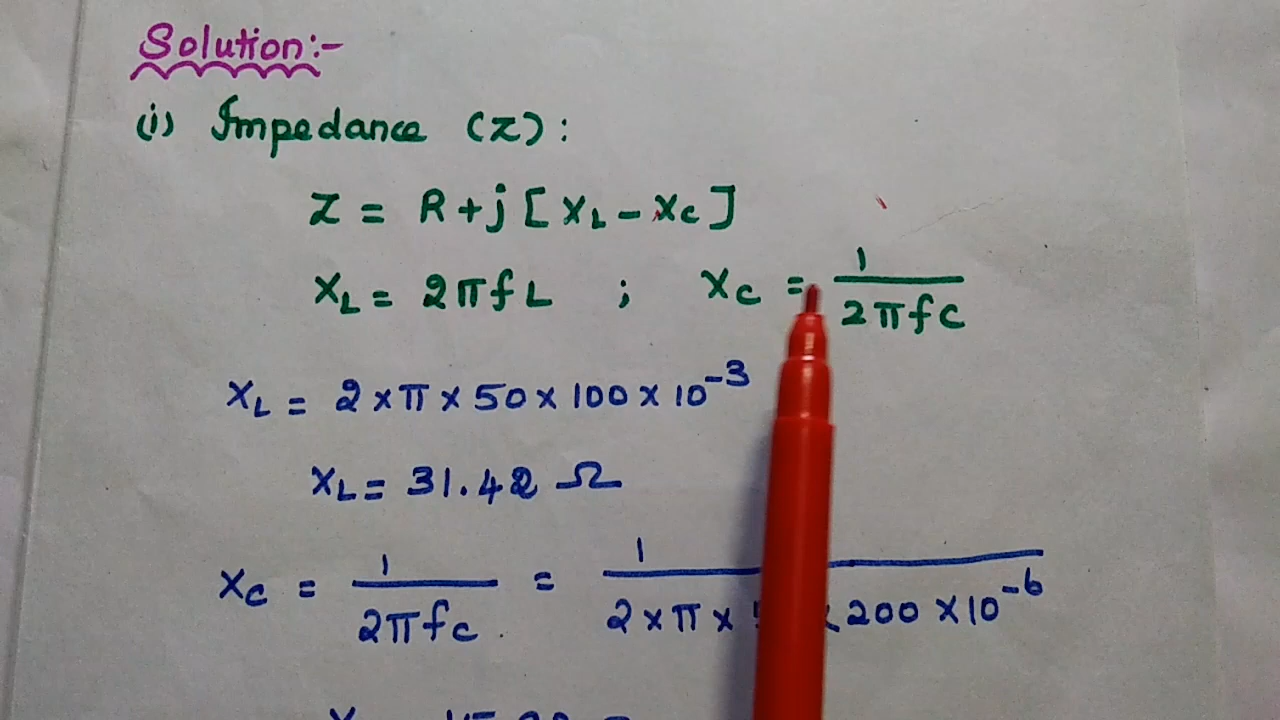 Solution:-
(i) Impedance (Z):
Z = R+j[XL-Xc]
XL = 2πfL ; Xc = 1/2πfC
XL = 2×π×50×100×10^-3
XL = 31.42 Ω
Xc = 1/2πfc = 1/2×π× ×200×10^-6